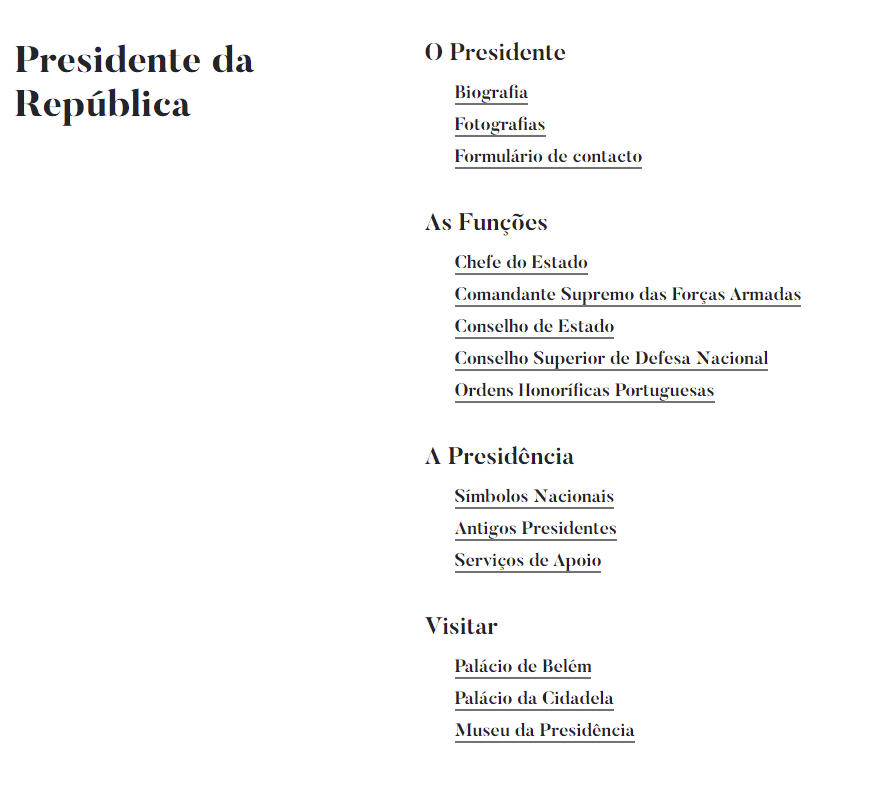 Presidente da
República
O Presidente
Biografia
Fotografias
Formulário de contacto
As Funções
Chefe do Estado
Comandante Supremo das Forças Armadas
Conselho de Estado
Conselho Superior de Defesa Nacional
Ordens Honoríficas Portuguesas
A Presidência
Símbolos Nacionais
Antigos Presidentes
Serviços de Apoio
Visitar
Palácio de Belém
Palácio da Cidadela
Museu da Presidência